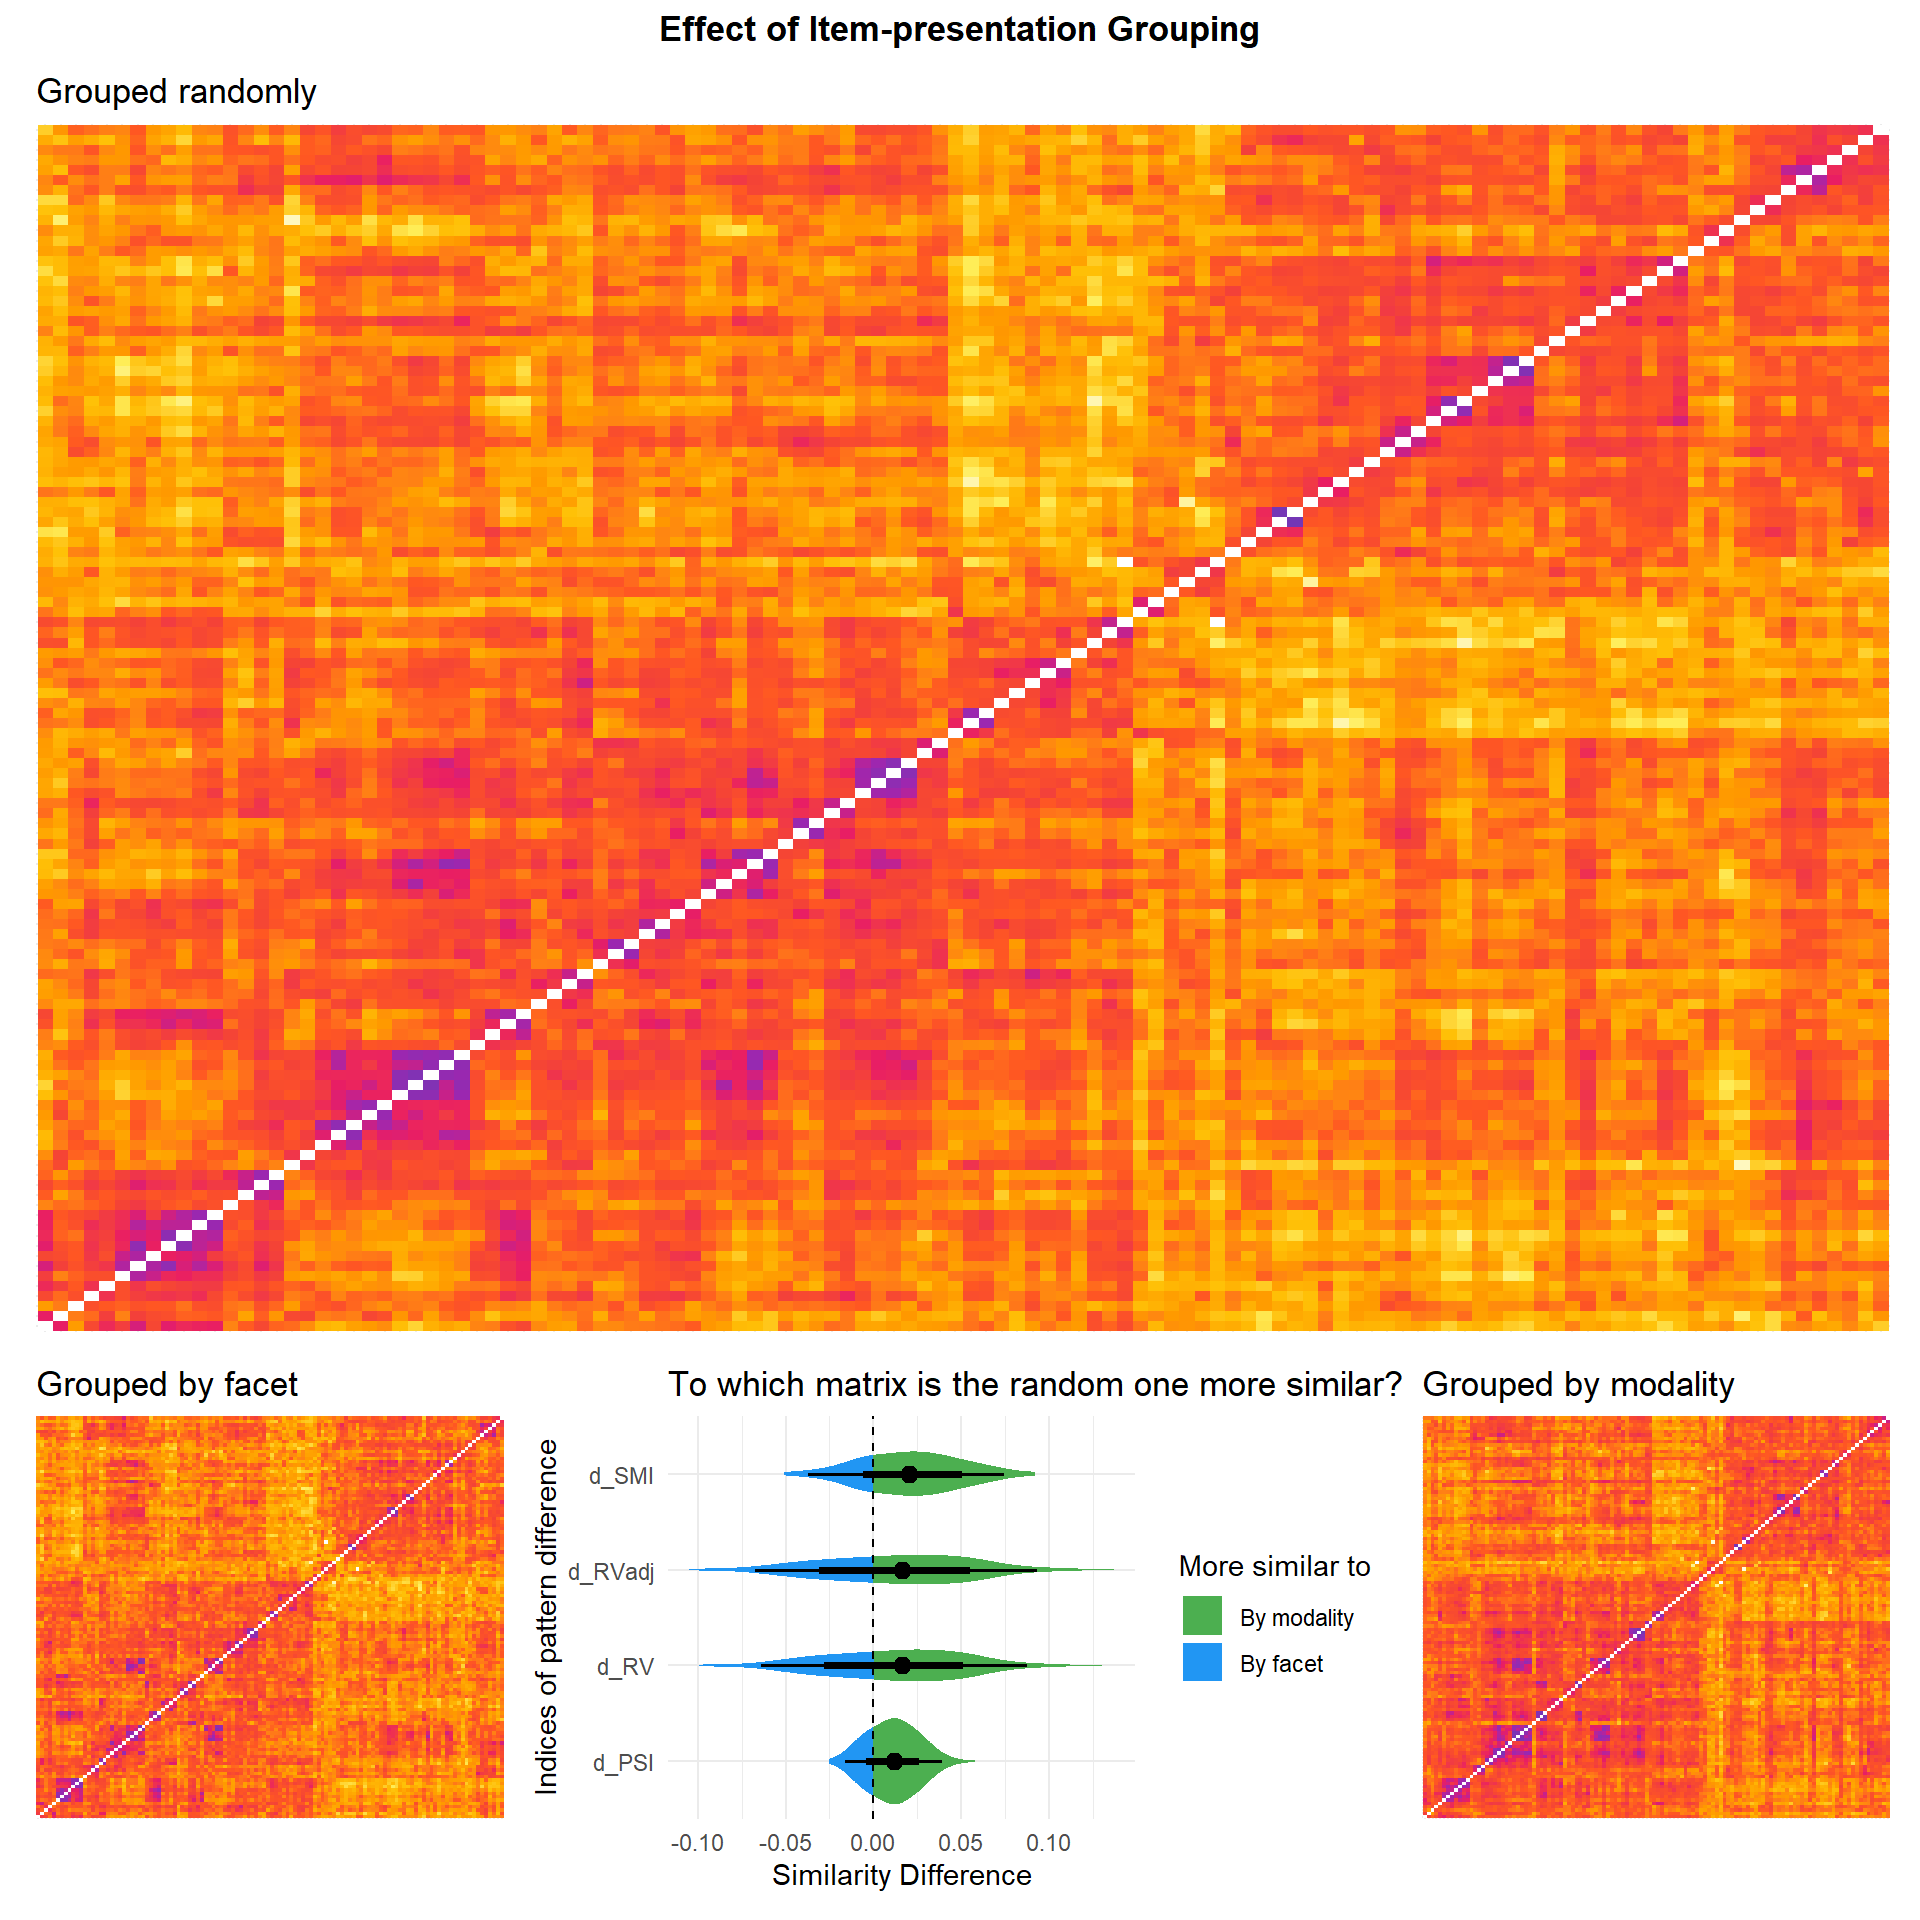 Effect of Item-presentation Grouping
Grouped randomly
Grouped by facet
To which matrix is the random one more similar?
Grouped by modality
Indices of pattern difference
d_SMI
d_RVadj
d_RV
d_PSI
-0.10 -0.05 0.00 0.05 0.10
Similarity Difference
More similar to
By modality
By facet